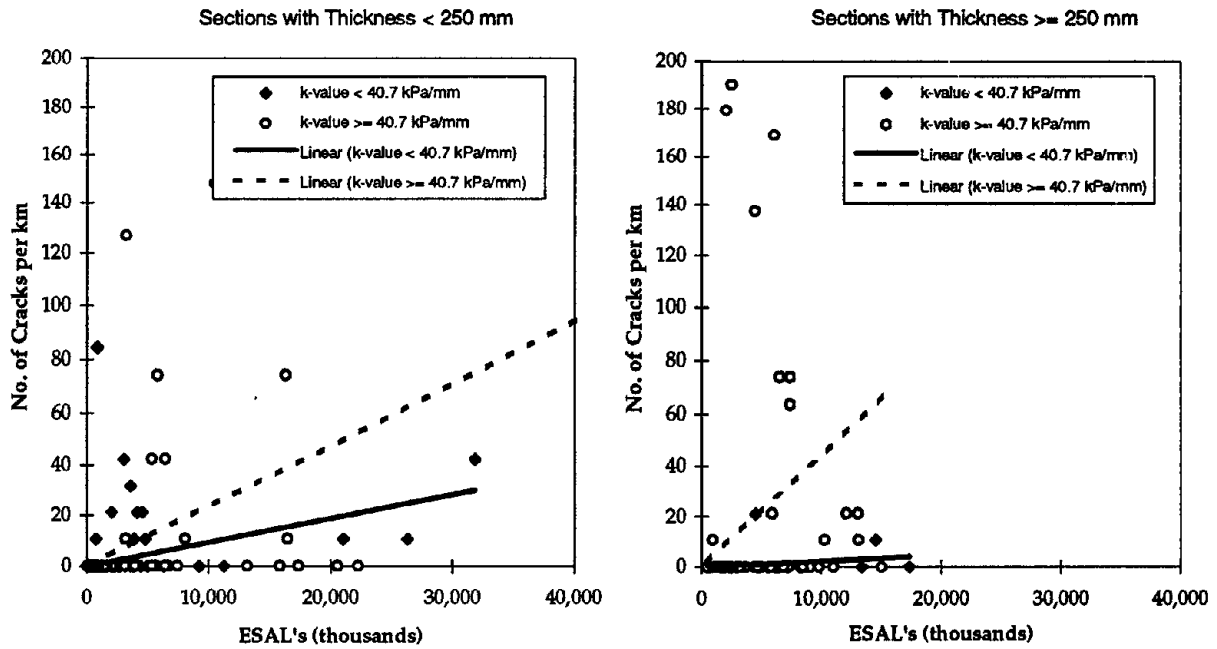 Sections with Thickness < 250 mm
200
180
160
140
120
100
80
60
40
20
0
No. of Cracks per km
k-value < 40.7 kPa/mm
k-value >= 40.7 kPa/mm
Linear (k-value < 40.7 kPa/mm)
Linear (k-value >= 40.7 kPa/mm)
0 10,000 20,000 30,000 40,000
ESAL's (thousands)
Sections with Thickness >= 250 mm
200
180
160
140
120
100
80
60
40
20
0
No. of Cracks per km
k-value < 40.7 kPa/mm
k-value >= 40.7 kPa/mm
Linear (k-value < 40.7 kPa/mm)
Linear (k-value >= 40.7 kPa/mm)
0 10,000 20,000 30,000 40,000
ESAL's (thousands)